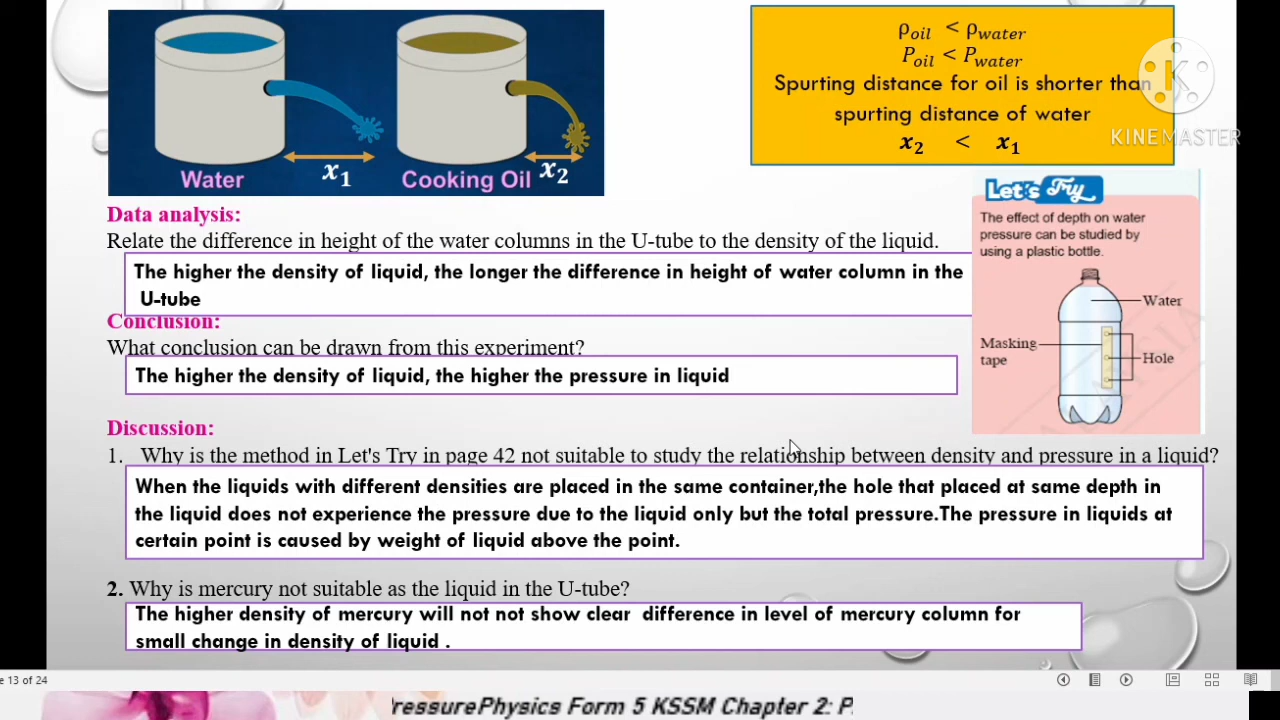 ρoil < ρwater
Poil < Pwater
Spurting distance for oil is shorter than
spurting distance of water
x2 < x1
KINEMASTER
x1
x2
Water
Cooking Oil
Let's Try
The effect of depth on water
pressure can be studied by
using a plastic bottle.
Water
Masking
tape
Hole
Data analysis:
Relate the difference in height of the water columns in the U-tube to the density of the liquid.
The higher the density of liquid, the longer the difference in height of water column in the
U-tube
Conclusion:
What conclusion can be drawn from this experiment?
The higher the density of liquid, the higher the pressure in liquid
Discussion:
1. Why is the method in Let's Try in page 42 not suitable to study the relationship between density and pressure in a liquid?
When the liquids with different densities are placed in the same container,the hole that placed at same depth in
the liquid does not experience the pressure due to the liquid only but the total pressure.The pressure in liquids at
certain point is caused by weight of liquid above the point.
2. Why is mercury not suitable as the liquid in the U-tube?
The higher density of mercury will not not show clear difference in level of mercury column for
small change in density of liquid .
e 13 of 24
ressurePhysics Form 5 KSSM Chapter 2: P